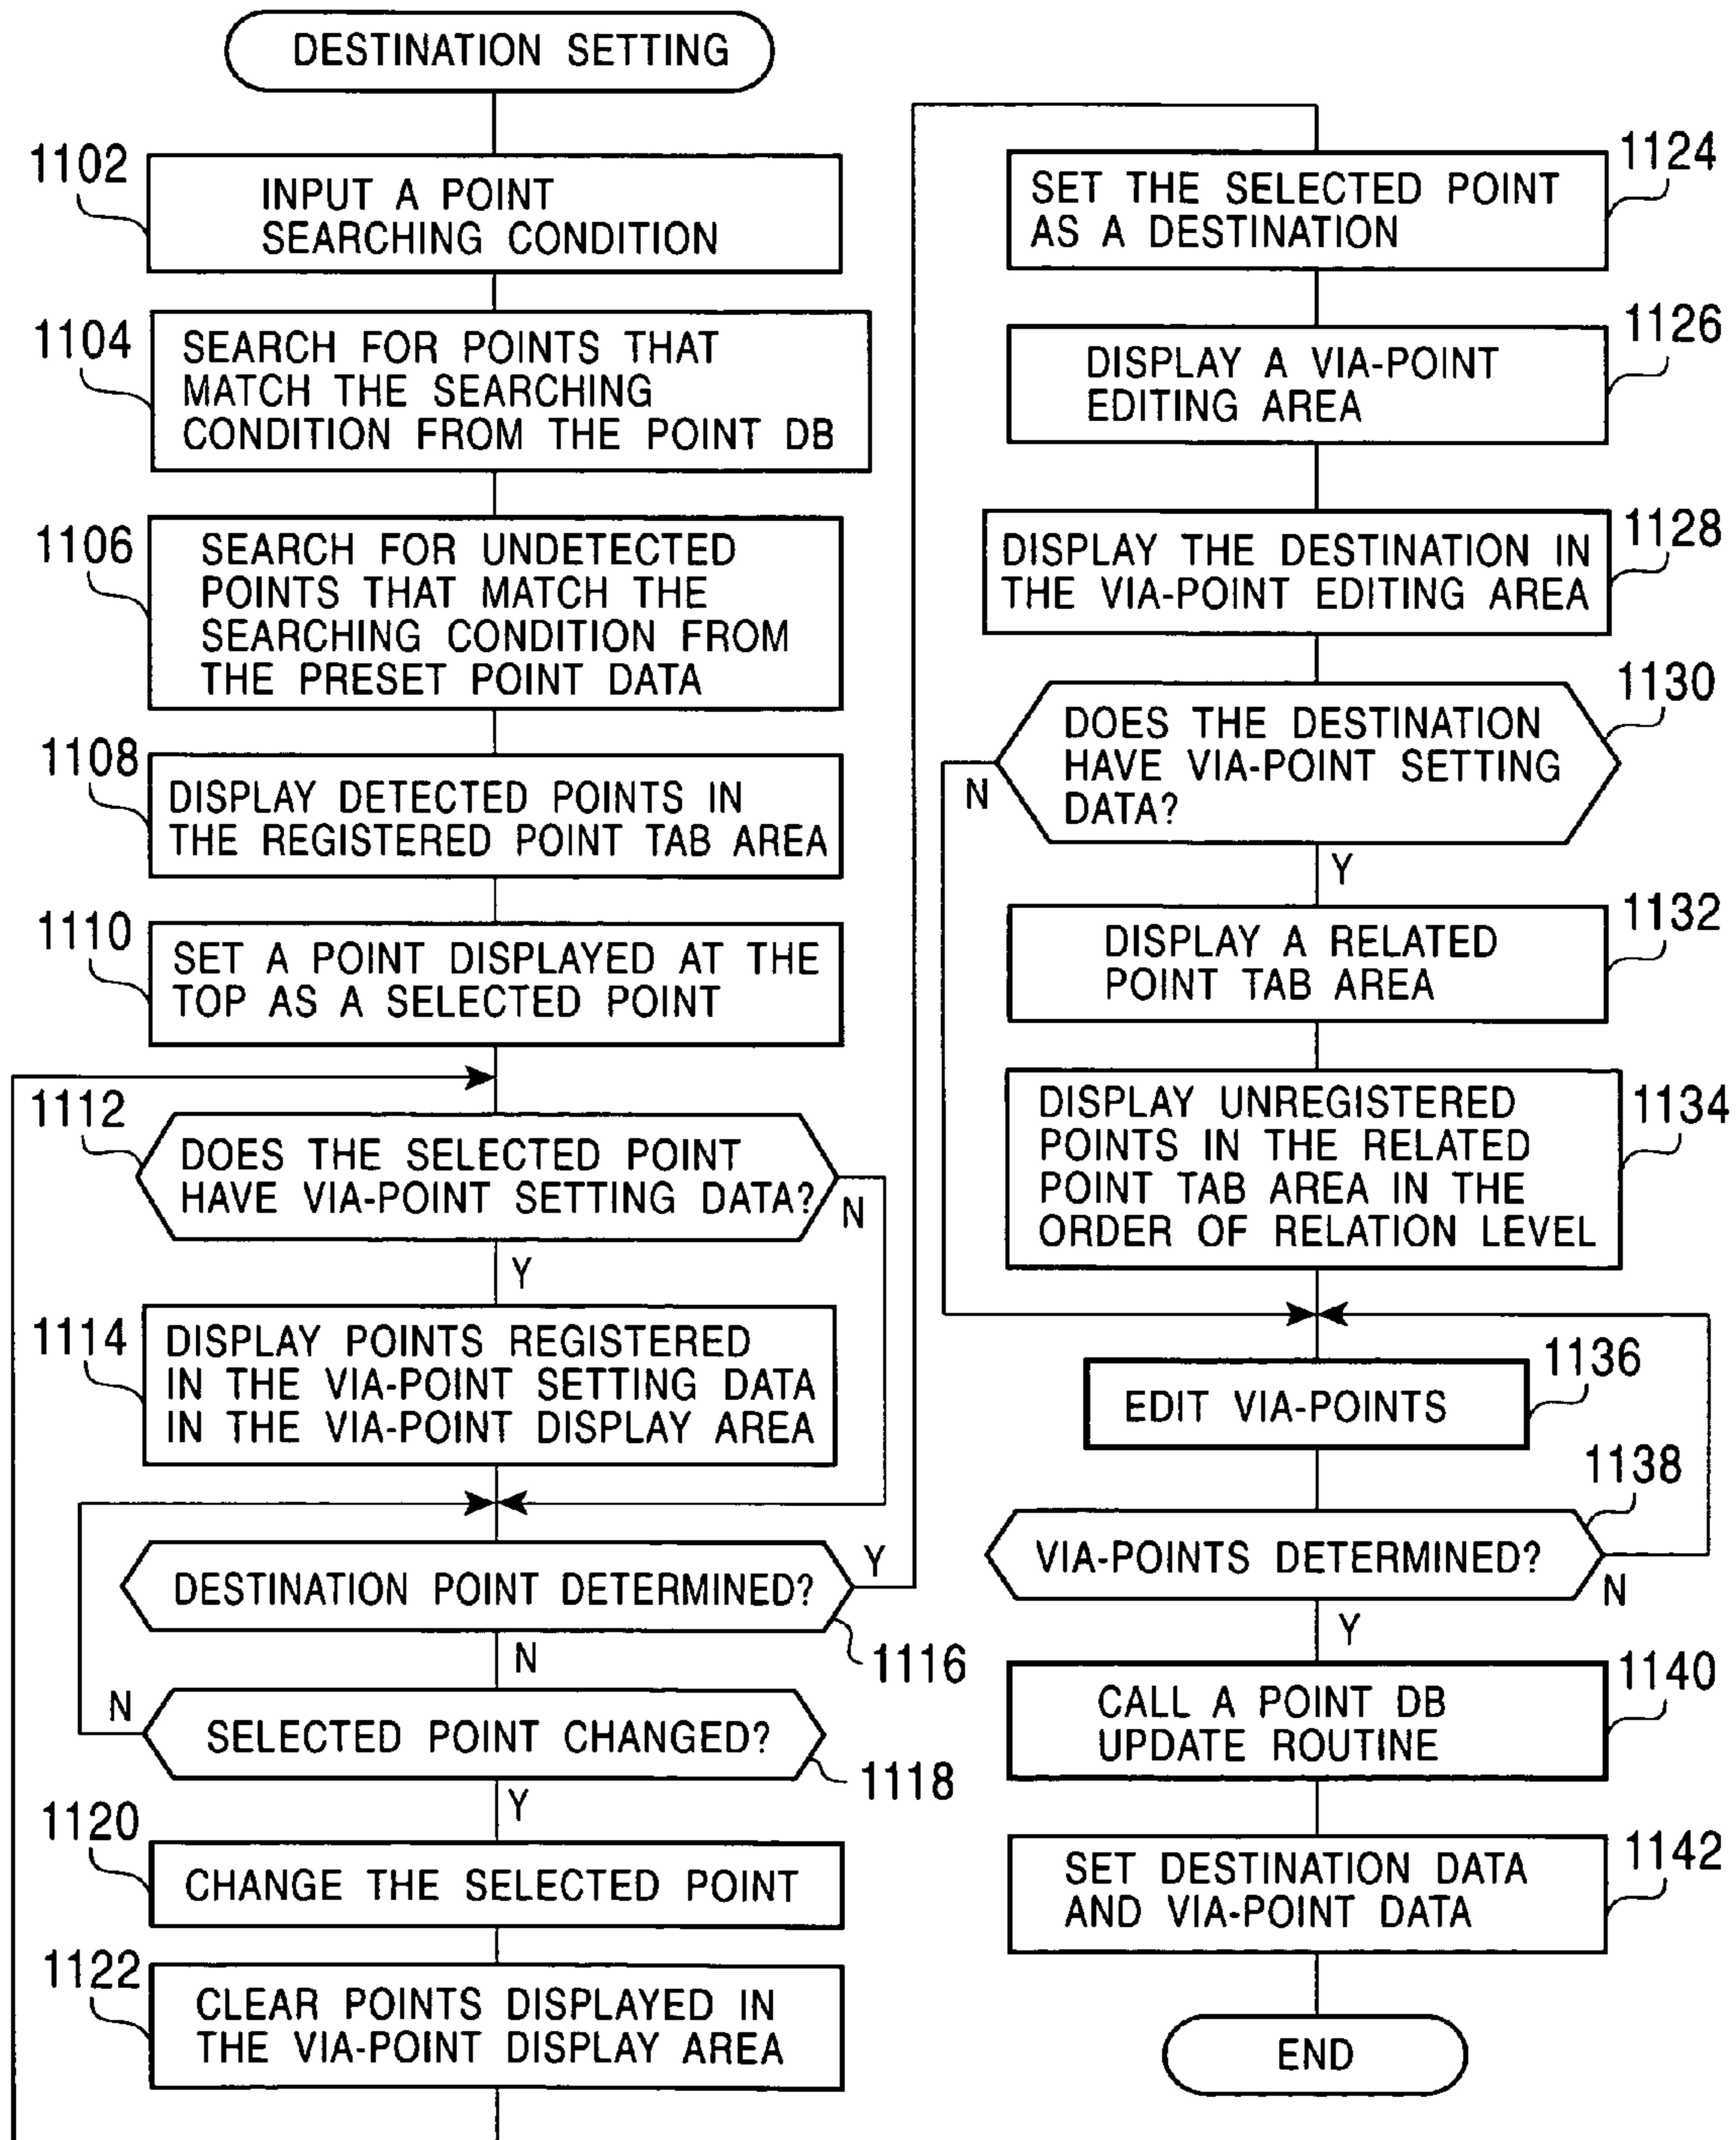 DESTINATION SETTING
1102
INPUT A POINT
SEARCHING CONDITION
1104
SEARCH FOR POINTS THAT
MATCH THE SEARCHING
CONDITION FROM THE POINT DB
1106
SEARCH FOR UNDETECTED
POINTS THAT MATCH THE
SEARCHING CONDITION FROM
THE PRESET POINT DATA
1108
DISPLAY DETECTED POINTS IN
THE REGISTERED POINT TAB AREA
1110
SET A POINT DISPLAYED AT THE
TOP AS A SELECTED POINT
1112
DOES THE SELECTED POINT
HAVE VIA-POINT SETTING DATA?
N
Y
1114
DISPLAY POINTS REGISTERED
IN THE VIA-POINT SETTING DATA
IN THE VIA-POINT DISPLAY AREA
DESTINATION POINT DETERMINED?
Y
1116
N
N
SELECTED POINT CHANGED?
1118
Y
1120
CHANGE THE SELECTED POINT
1122
CLEAR POINTS DISPLAYED IN
THE VIA-POINT DISPLAY AREA
1124
SET THE SELECTED POINT
AS A DESTINATION
1126
DISPLAY A VIA-POINT
EDITING AREA
1128
DISPLAY THE DESTINATION IN
THE VIA-POINT EDITING AREA
1130
DOES THE DESTINATION
HAVE VIA-POINT SETTING
DATA?
N
Y
1132
DISPLAY A RELATED
POINT TAB AREA
1134
DISPLAY UNREGISTERED
POINTS IN THE RELATED
POINT TAB AREA IN THE
ORDER OF RELATION LEVEL
1136
EDIT VIA-POINTS
1138
VIA-POINTS DETERMINED?
N
Y
1140
CALL A POINT DB
UPDATE ROUTINE
1142
SET DESTINATION DATA
AND VIA-POINT DATA
END